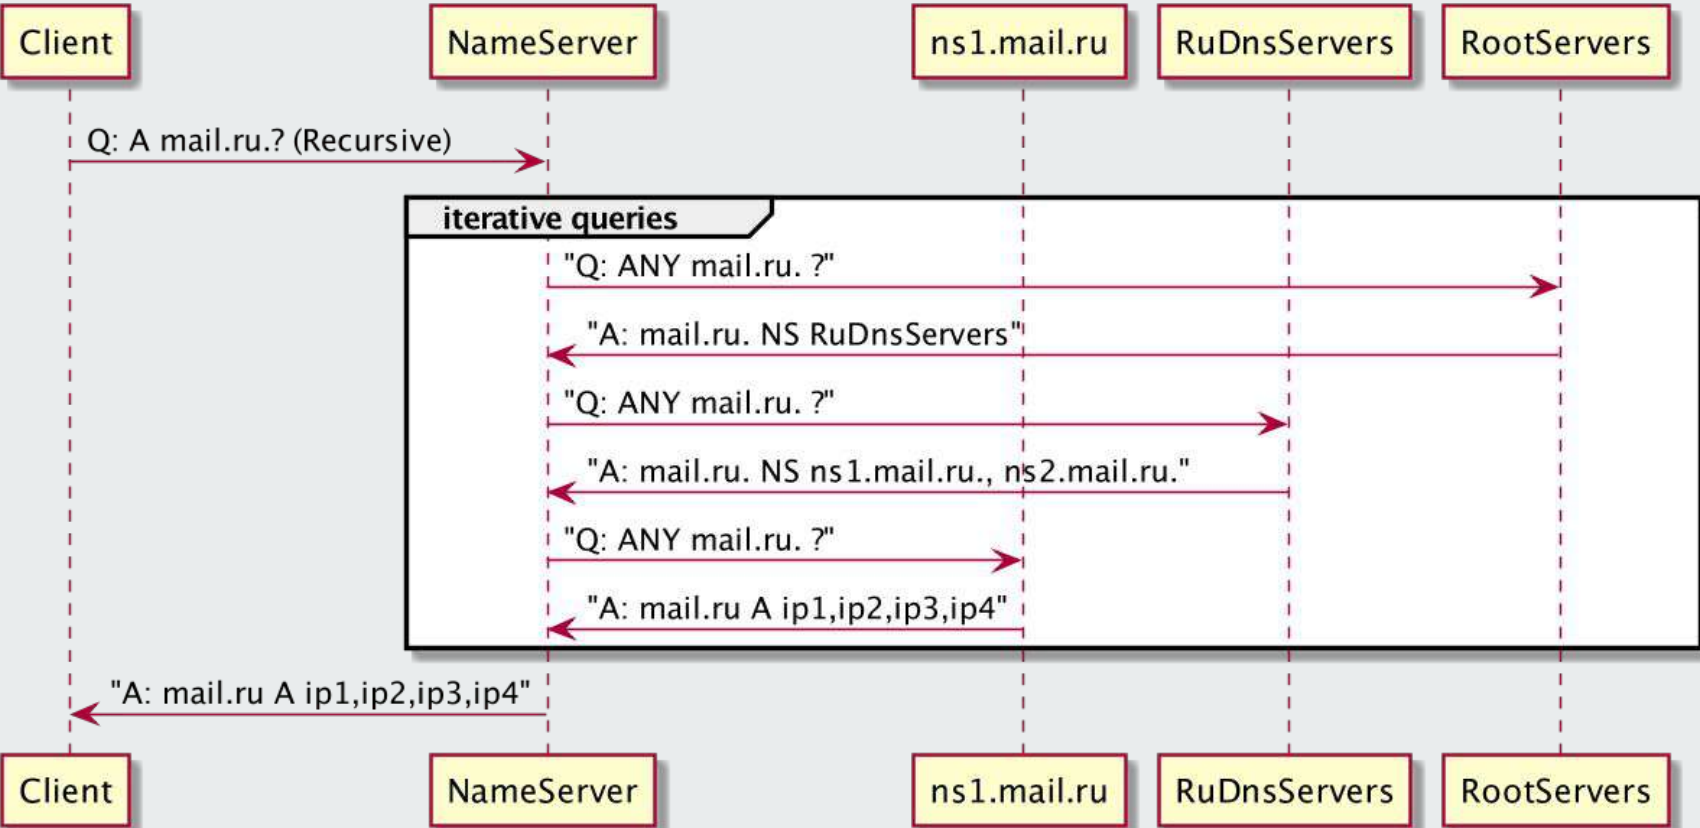 Client NameServer ns1.mail.ru RuDnsServers RootServers
Q: A mail.ru.? (Recursive)
iterative queries
"Q: ANY mail.ru. ?"
"A: mail.ru. NS RuDnsServers"
"Q: ANY mail.ru. ?"
"A: mail.ru. NS ns1.mail.ru., ns2.mail.ru."
"Q: ANY mail.ru. ?"
"A: mail.ru A ip1,ip2,ip3,ip4"
"A: mail.ru A ip1,ip2,ip3,ip4"
Client NameServer ns1.mail.ru RuDnsServers RootServers